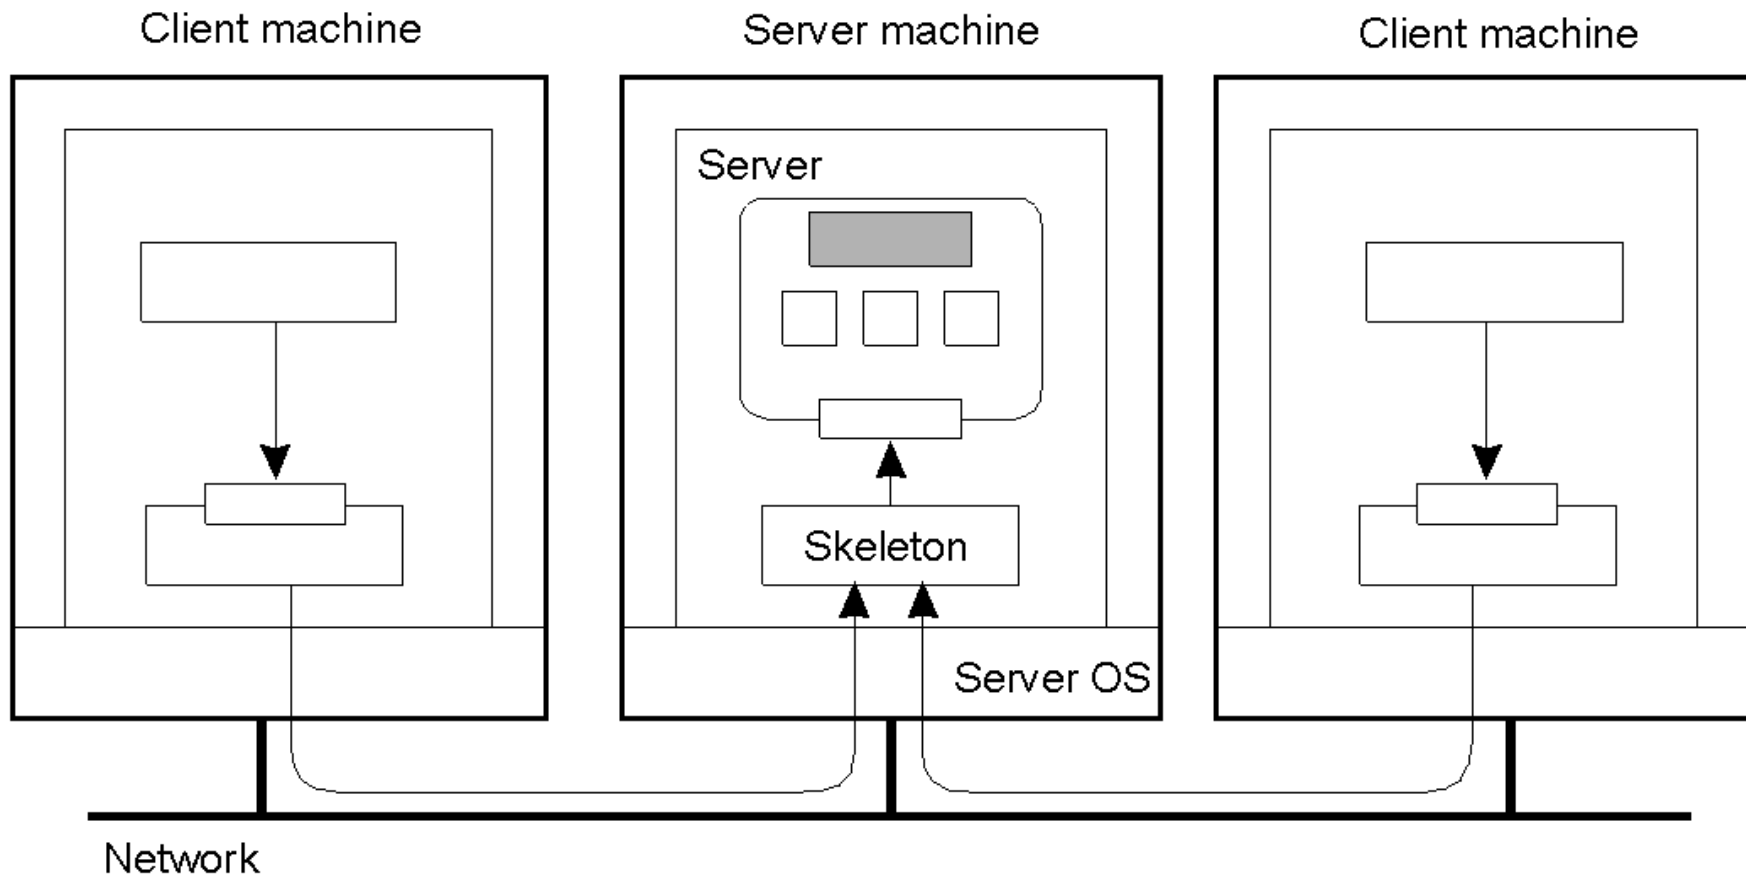 Client machine
Server machine
Client machine
Server
Skeleton
Server OS
Network